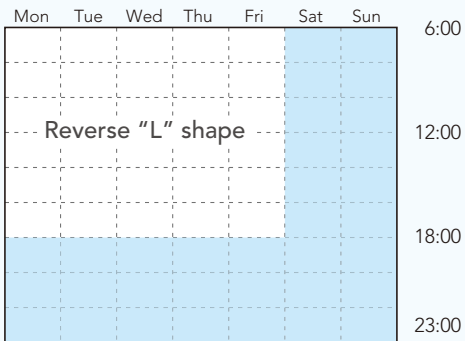 Mon Tue Wed Thu Fri Sat Sun
6:00
Reverse “L” shape
12:00
18:00
23:00